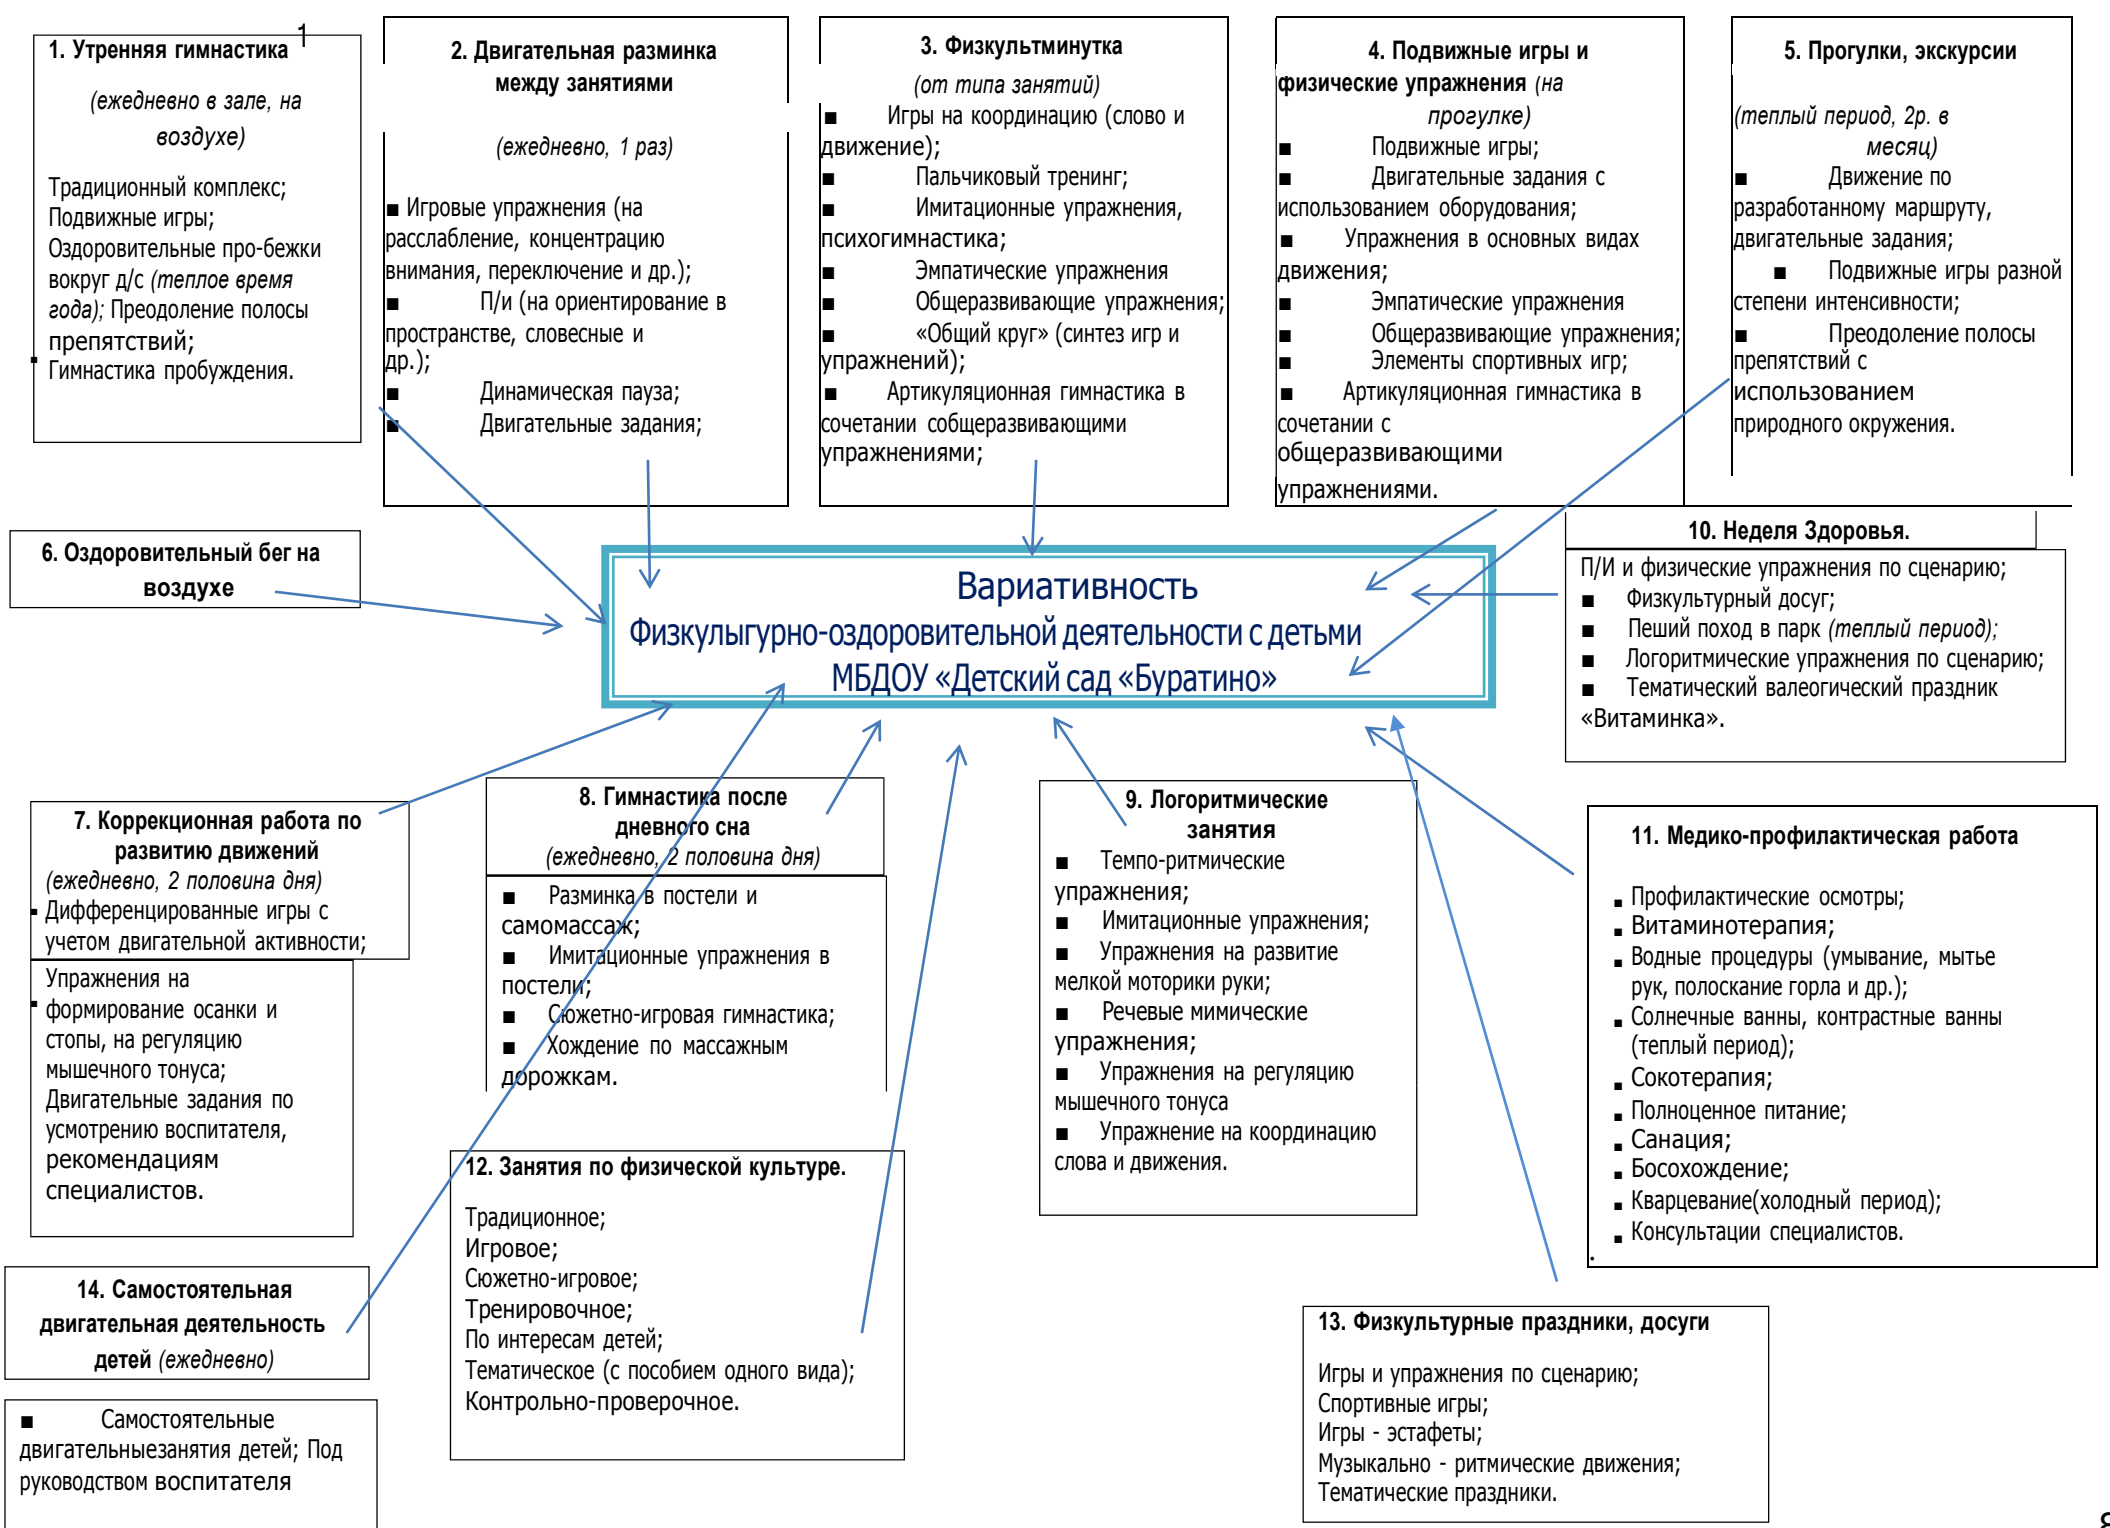 1. Утренняя гимнастика 1
(ежедневно в зале, на
воздухе)
Традиционный комплекс;
Подвижные игры;
Оздоровительные про-бежки
вокруг д/с (теплое время
года); Преодоление полосы
препятствий;
▪ Гимнастика пробуждения.
2. Двигательная разминка
между занятиями
(ежедневно, 1 раз)
■ Игровые упражнения (на
расслабление, концентрацию
внимания, переключение и др.);
■ П/и (на ориентирование в
пространстве, словесные и
др.);
■ Динамическая пауза;
■ Двигательные задания;
3. Физкультминутка
(от типа занятий)
■ Игры на координацию (слово и
движение);
■ Пальчиковый тренинг;
■ Имитационные упражнения,
психогимнастика;
■ Эмпатические упражнения
■ Общеразвивающие упражнения;
■ «Общий круг» (синтез игр и
упражнений);
■ Артикуляционная гимнастика в
сочетании собщеразвивающими
упражнениями;
4. Подвижные игры и
физические упражнения (на
прогулке)
■ Подвижные игры;
■ Двигательные задания с
использованием оборудования;
■ Упражнения в основных видах
движения;
■ Эмпатические упражнения
■ Общеразвивающие упражнения;
■ Элементы спортивных игр;
■ Артикуляционная гимнастика в
сочетании с
общеразвивающими
упражнениями.
5. Прогулки, экскурсии
(теплый период, 2р. в
месяц)
■ Движение по
разработанному маршруту,
двигательные задания;
■ Подвижные игры разной
степени интенсивности;
■ Преодоление полосы
препятствий с
использованием
природного окружения.
6. Оздоровительный бег на
воздухе
Вариативность
Физкулыгурно-оздоровительной деятельности с детьми
МБДОУ «Детский сад «Буратино»
10. Неделя Здоровья.
П/И и физические упражнения по сценарию;
■ Физкультурный досуг;
■ Пеший поход в парк (теплый период);
■ Логоритмические упражнения по сценарию;
■ Тематический валеогический праздник
«Витаминка».
7. Коррекционная работа по
развитию движений
(ежедневно, 2 половина дня)
▪ Дифференцированные игры с
учетом двигательной активности;
Упражнения на
▪ формирование осанки и
стопы, на регуляцию
мышечного тонуса;
Двигательные задания по
усмотрению воспитателя,
рекомендациям
специалистов.
8. Гимнастика после
дневного сна
(ежедневно, 2 половина дня)
■ Разминка в постели и
самомассаж;
■ Имитационные упражнения в
постели;
■ Сюжетно-игровая гимнастика;
■ Хождение по массажным
дорожкам.
9. Логоритмические
занятия
■ Темпо-ритмические
упражнения;
■ Имитационные упражнения;
■ Упражнения на развитие
мелкой моторики руки;
■ Речевые мимические
упражнения;
■ Упражнения на регуляцию
мышечного тонуса
■ Упражнение на координацию
слова и движения.
11. Медико-профилактическая работа
■ Профилактические осмотры;
■ Витаминотерапия;
■ Водные процедуры (умывание, мытье
рук, полоскание горла и др.);
■ Солнечные ванны, контрастные ванны
(теплый период);
■ Сокотерапия;
■ Полноценное питание;
■ Санация;
■ Босохождение;
■ Кварцевание(холодный период);
■ Консультации специалистов.
.
12. Занятия по физической культуре.
Традиционное;
Игровое;
Сюжетно-игровое;
Тренировочное;
По интересам детей;
Тематическое (с пособием одного вида);
Контрольно-проверочное.
14. Самостоятельная
двигательная деятельность
детей (ежедневно)
■ Самостоятельные
двигательныезанятия детей; Под
руководством воспитателя
13. Физкультурные праздники, досуги
Игры и упражнения по сценарию;
Спортивные игры;
Игры - эстафеты;
Музыкально - ритмические движения;
Тематические праздники.